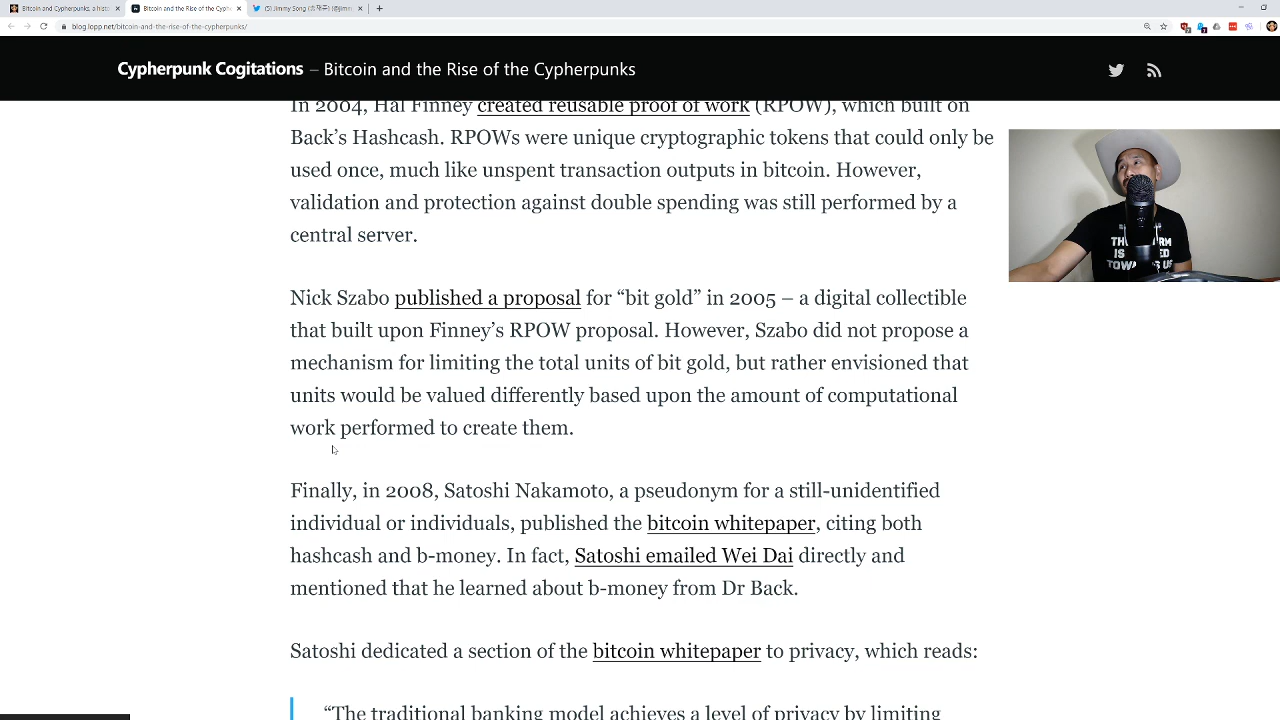 Bitcoin and Cypherpunks: a hist
Bitcoin and the Rise of the Cyphe
(5) Jimmy Song (송재준) (@jimm
blog.lopp.net/bitcoin-and-the-rise-of-the-cypherpunks/
Cypherpunk Cogitations – Bitcoin and the Rise of the Cypherpunks
In 2004, Hal Finney created reusable proof of work (RPOW), which built on
Back’s Hashcash. RPOWs were unique cryptographic tokens that could only be
used once, much like unspent transaction outputs in bitcoin. However,
validation and protection against double spending was still performed by a
central server.
Nick Szabo published a proposal for “bit gold” in 2005 – a digital collectible
that built upon Finney’s RPOW proposal. However, Szabo did not propose a
mechanism for limiting the total units of bit gold, but rather envisioned that
units would be valued differently based upon the amount of computational
work performed to create them.
Finally, in 2008, Satoshi Nakamoto, a pseudonym for a still-unidentified
individual or individuals, published the bitcoin whitepaper, citing both
hashcash and b-money. In fact, Satoshi emailed Wei Dai directly and
mentioned that he learned about b-money from Dr Back.
Satoshi dedicated a section of the bitcoin whitepaper to privacy, which reads:
“The traditional banking model achieves a level of privacy by limiting